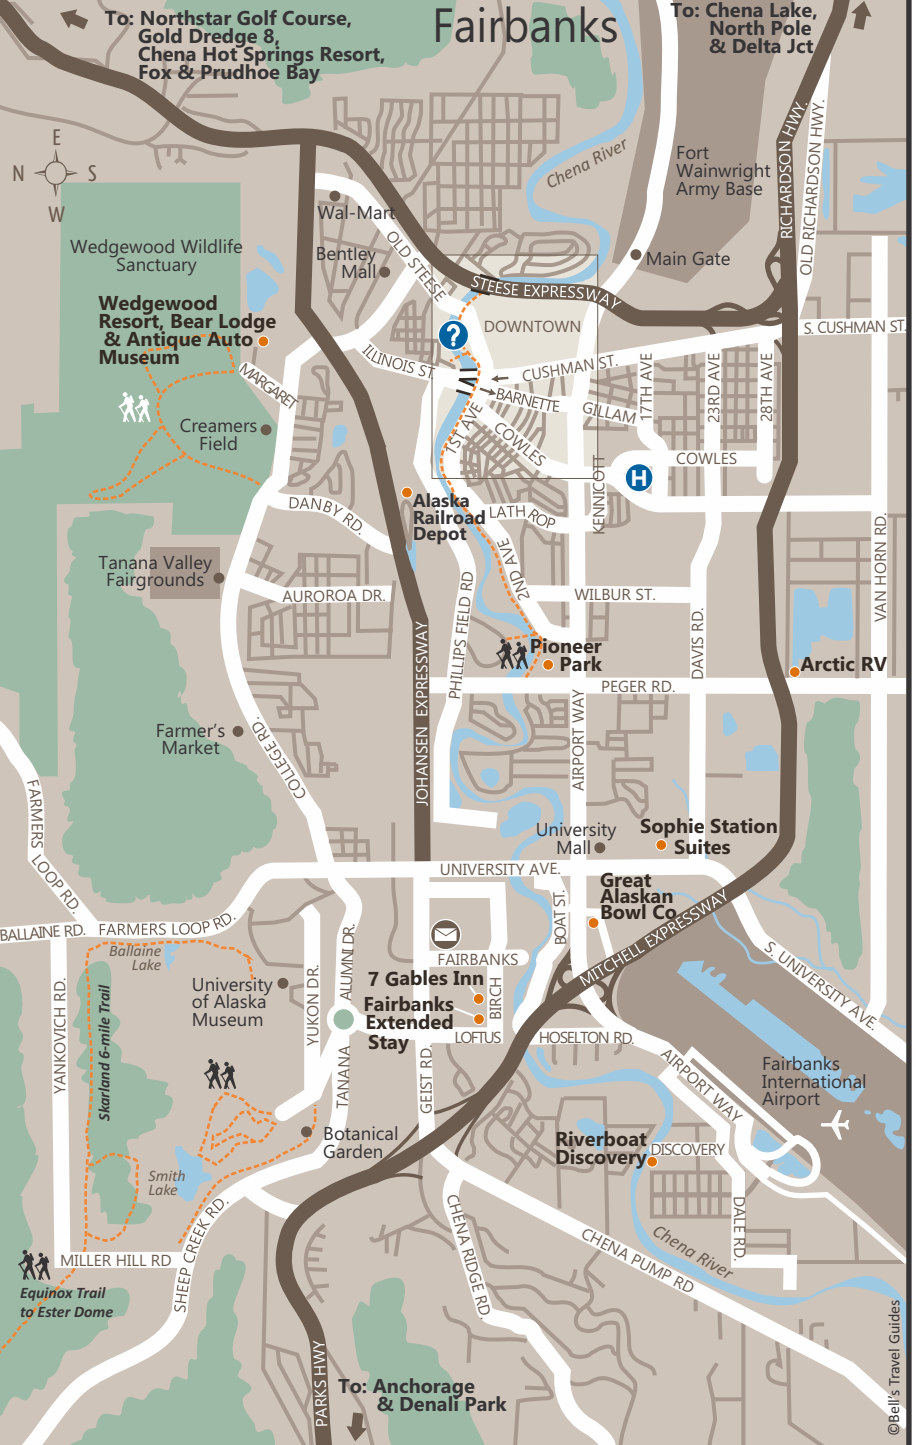 To: Northstar Golf Course,
Gold Dredge 8,
Chena Hot Springs Resort,
Fox & Prudhoe Bay
Fairbanks
To: Chena Lake,
North Pole
& Delta Jct
E
N S
W
Chena River
Fort
Wainwright
Army Base
RICHARDSON HWY.
OLD RICHARDSON HWY.
Wal-Mart
Bentley
Mall
OLD STEESE
Main Gate
Wedgewood Wildlife
Sanctuary
STEESE EXPRESSWAY
Wedgewood
Resort, Bear Lodge
& Antique Auto
Museum
?
DOWNTOWN
S. CUSHMAN ST.
ILLINOIS ST.
CUSHMAN ST.
MARGARET
BARNETTE
GILLAM
17TH AVE
23RD AVE
28TH AVE
1ST AVE
COWLES
COWLES
Creamers
Field
H
KENNICOTT
Alaska
Railroad
Depot
DANBY RD.
LATH ROP
VAN HORN RD.
Tanana Valley
Fairgrounds
2ND AVE
AUROROA DR.
PHILLIPS FIELD RD
WILBUR ST.
DAVIS RD.
JOHANSEN EXPRESSWAY
Pioneer
Park
Arctic RV
PEGER RD.
AIRPORT WAY
Farmer's
Market
COLLEGE RD.
FARMERS
LOOP RD.
University
Mall
Sophie Station
Suites
UNIVERSITY AVE.
Great
Alaskan
Bowl Co.
BOAT ST.
MITCHELL EXPRESSWAY
BALLAINE RD.
FARMERS LOOP RD.
Ballaine
Lake
ALUMNI DR.
FAIRBANKS
S. UNIVERSITY AVE.
University
of Alaska
Museum
7 Gables Inn
Fairbanks
Extended
Stay
BIRCH
YUKON DR.
YANKOVICH RD.
Skarland 6-mile Trail
LOFTUS
HOSELTON RD.
TANANA
GEIST RD.
AIRPORT WAY
Fairbanks
International
Airport
Botanical
Garden
Riverboat
Discovery
DISCOVERY
Smith
Lake
SHEEP CREEK RD.
DALE RD.
CHENA RIDGE RD.
CHENA PUMP RD
Chena River
MILLER HILL RD
Equinox Trail
to Ester Dome
PARKS HWY
To: Anchorage
& Denali Park
©Bell's Travel Guides